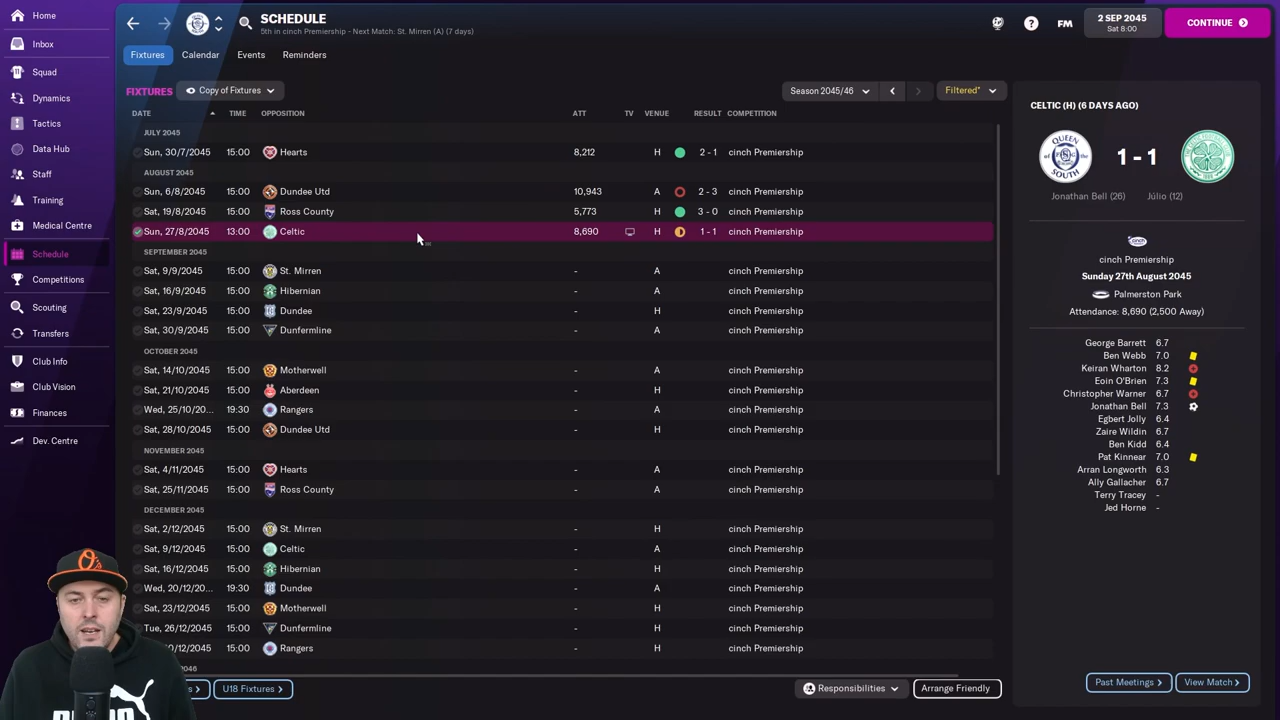 Home
Inbox
Squad
Dynamics
Tactics
Data Hub
Staff
Training
Medical Centre
Schedule
Competitions
Scouting
Transfers
Club Info
Club Vision
Finances
Dev. Centre
SCHEDULE
5th in cinch Premiership - Next Match: St. Mirren (A) (7 days)
FM
2 SEP 2045
Sat 8:00
CONTINUE
Fixtures Calendar Events Reminders
FIXTURES Copy of Fixtures Season 2045/46 Filtered*
DATE TIME OPPOSITION ATT TV VENUE RESULT COMPETITION
JULY 2045
Sun, 30/7/2045 15:00 Hearts 8,212 H 2 - 1 cinch Premiership
AUGUST 2045
Sun, 6/8/2045 15:00 Dundee Utd 10,943 A 2 - 3 cinch Premiership
Sat, 19/8/2045 15:00 Ross County 5,773 H 3 - 0 cinch Premiership
Sun, 27/8/2045 13:00 Celtic 8,690 H 1 - 1 cinch Premiership
SEPTEMBER 2045
Sat, 9/9/2045 15:00 St. Mirren - A cinch Premiership
Sat, 16/9/2045 15:00 Hibernian - A cinch Premiership
Sat, 23/9/2045 15:00 Dundee - H cinch Premiership
Sat, 30/9/2045 15:00 Dunfermline - A cinch Premiership
OCTOBER 2045
Sat, 14/10/2045 15:00 Motherwell - A cinch Premiership
Sat, 21/10/2045 15:00 Aberdeen - H cinch Premiership
Wed, 25/10/20... 19:30 Rangers - A cinch Premiership
Sat, 28/10/2045 15:00 Dundee Utd - H cinch Premiership
NOVEMBER 2045
Sat, 4/11/2045 15:00 Hearts - A cinch Premiership
Sat, 25/11/2045 15:00 Ross County - A cinch Premiership
DECEMBER 2045
Sat, 2/12/2045 15:00 St. Mirren - H cinch Premiership
Sat, 9/12/2045 15:00 Celtic - A cinch Premiership
Sat, 16/12/2045 15:00 Hibernian - H cinch Premiership
Wed, 20/12/20... 19:30 Dundee - A cinch Premiership
Sat, 23/12/2045 15:00 Motherwell - H cinch Premiership
Tue, 26/12/2045 15:00 Dunfermline - H cinch Premiership
0/12/2045 15:00 Rangers - H cinch Premiership
2046
U18 Fixtures Responsibilities Arrange Friendly
CELTIC (H) (6 DAYS AGO)
QUEEN of the SOUTH
1 - 1
Jonathan Bell (26) Júlio (12)
cinch
cinch Premiership
Sunday 27th August 2045
Palmerston Park
Attendance: 8,690 (2,500 Away)
George Barrett 6.7
Ben Webb 7.0
Keiran Wharton 8.2
Eoin O'Brien 7.3
Christopher Warner 6.7
Jonathan Bell 7.3
Egbert Jolly 6.4
Zaire Wildin 6.7
Ben Kidd 6.4
Pat Kinnear 7.0
Arran Longworth 6.3
Ally Gallacher 6.7
Terry Tracey -
Jed Horne -
Past Meetings View Match